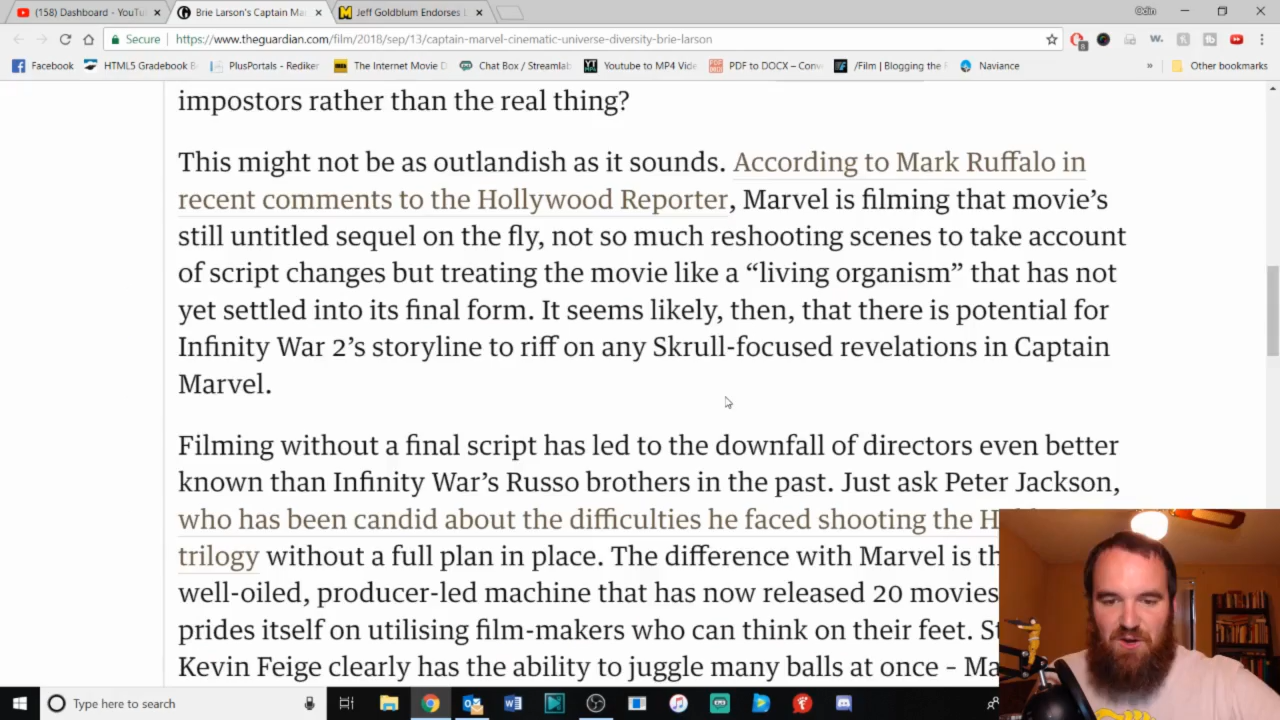 (158) Dashboard - YouTu
Brie Larson's Captain Ma
Jeff Goldblum Endorses
Secure
https://www.theguardian.com/film/2018/sep/13/captain-marvel-cinematic-universe-diversity-brie-larson
Facebook
HTML5 Gradebook
PlusPortals - Rediker
The Internet Movie D
Chat Box / Streamlab
Youtube to MP4 Vide
PDF to DOCX – Conv
/Film | Blogging the
Naviance
»
Other bookmarks
impostors rather than the real thing?
This might not be as outlandish as it sounds. According to Mark Ruffalo in
recent comments to the Hollywood Reporter, Marvel is filming that movie's
still untitled sequel on the fly, not so much reshooting scenes to take account
of script changes but treating the movie like a “living organism” that has not
yet settled into its final form. It seems likely, then, that there is potential for
Infinity War 2's storyline to riff on any Skrull-focused revelations in Captain
Marvel.
Filming without a final script has led to the downfall of directors even better
known than Infinity War's Russo brothers in the past. Just ask Peter Jackson,
who has been candid about the difficulties he faced shooting the H
trilogy without a full plan in place. The difference with Marvel is th
well-oiled, producer-led machine that has now released 20 movies
prides itself on utilising film-makers who can think on their feet. St
Kevin Feige clearly has the ability to juggle many balls at once – Ma
Type here to search